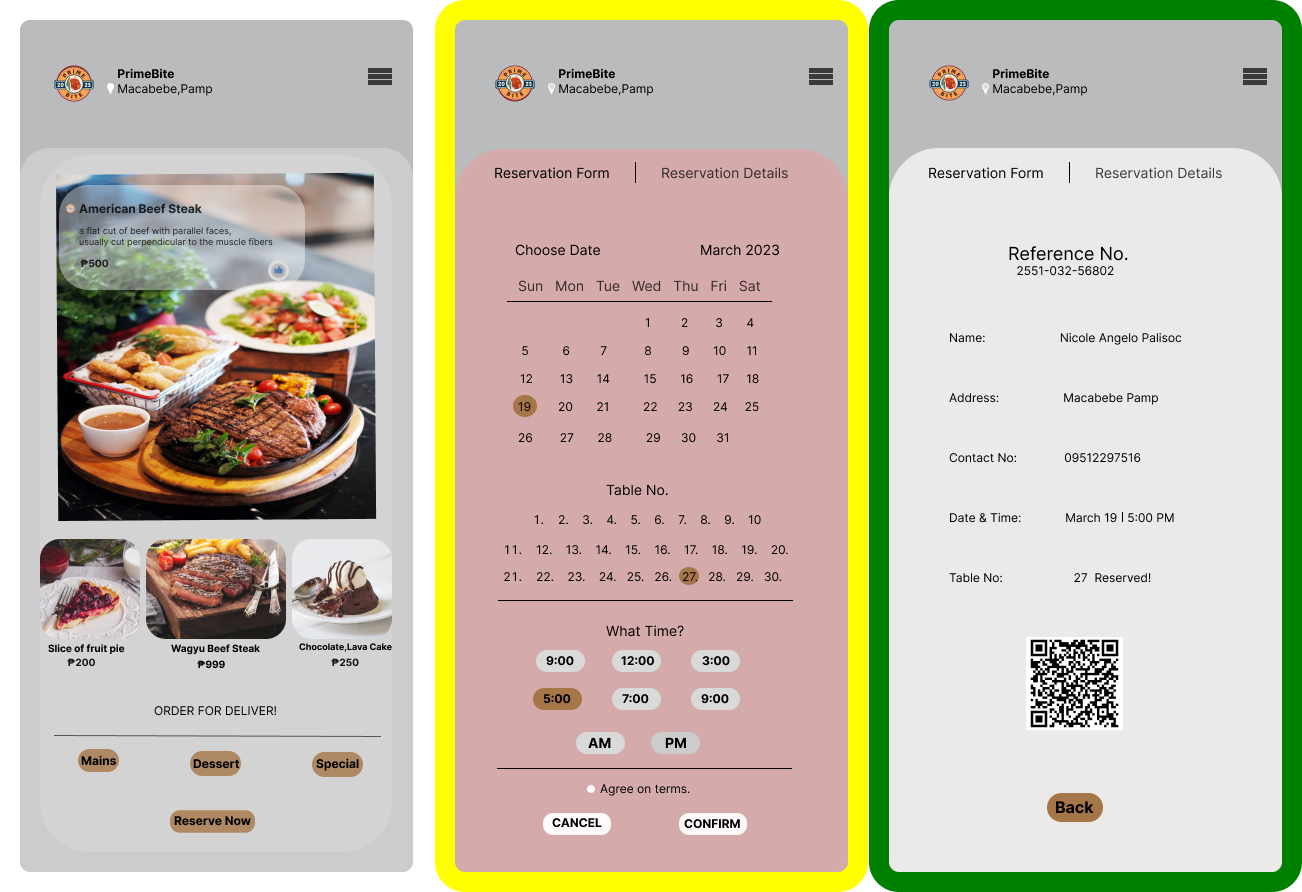 PRIME
2023
BITE
PrimeBite
Macabebe,Pamp
American Beef Steak
a flat cut of beef with parallel faces,
usually cut perpendicular to the muscle fibers
₱500
Slice of fruit pie
₱200
Wagyu Beef Steak
₱999
Chocolate,Lava Cake
₱250
ORDER FOR DELIVER!
Mains Dessert Special
Reserve Now
PRIME
2023
BITE
PrimeBite
Macabebe,Pamp
Reservation Form Reservation Details
Choose Date March 2023
Sun Mon Tue Wed Thu Fri Sat
1 2 3 4
5 6 7 8 9 10 11
12 13 14 15 16 17 18
19 20 21 22 23 24 25
26 27 28 29 30 31
Table No.
1. 2. 3. 4. 5. 6. 7. 8. 9. 10
11. 12. 13. 14. 15. 16. 17. 18. 19. 20.
21. 22. 23. 24. 25. 26. 27. 28. 29. 30.
What Time?
9:00 12:00 3:00
5:00 7:00 9:00
AM PM
Agree on terms.
CANCEL CONFIRM
PRIME
2023
BITE
PrimeBite
Macabebe,Pamp
Reservation Form Reservation Details
Reference No.
2551-032-56802
Name: Nicole Angelo Palisoc
Address: Macabebe Pamp
Contact No: 09512297516
Date & Time: March 19 | 5:00 PM
Table No: 27 Reserved!
Back